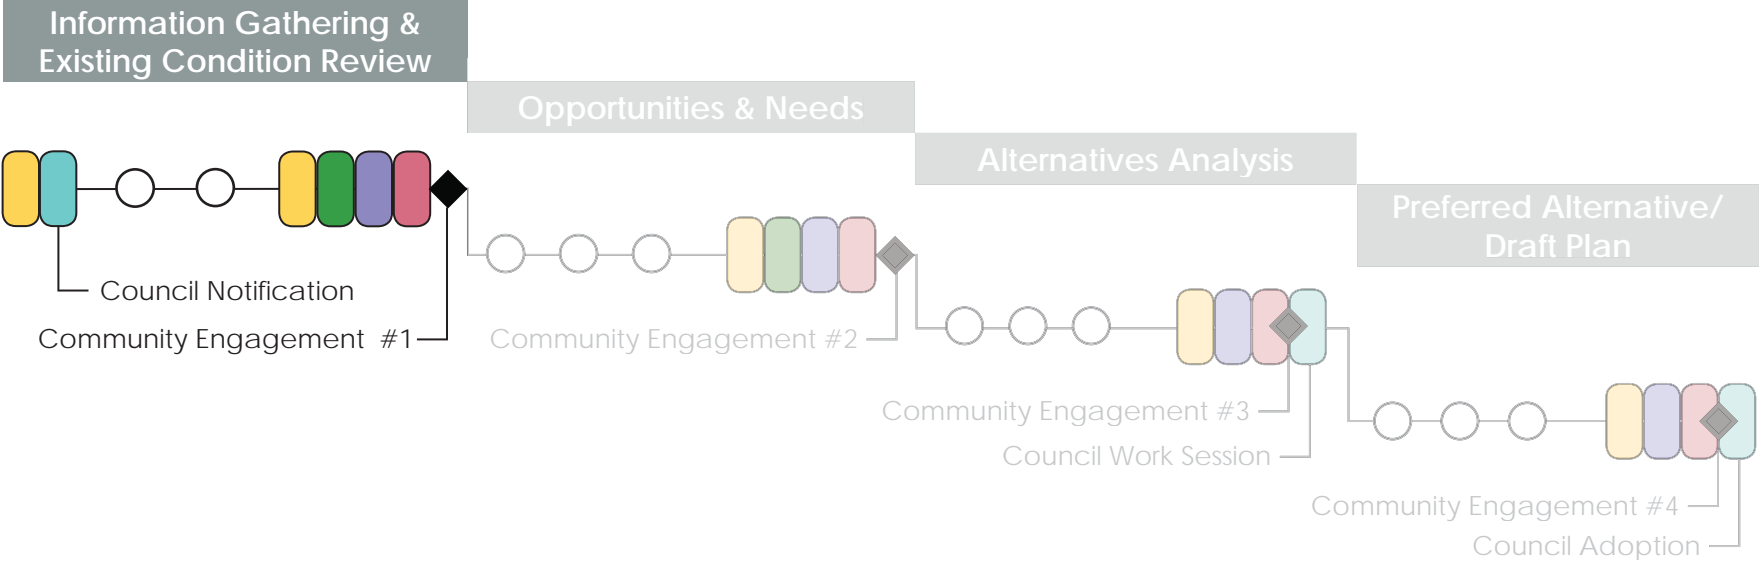 Information Gathering &
Existing Condition Review
Opportunities & Needs
Alternatives Analysis
Preferred Alternative/
Draft Plan
Council Notification
Community Engagement #1
Community Engagement #2
Community Engagement #3
Council Work Session
Community Engagement #4
Council Adoption